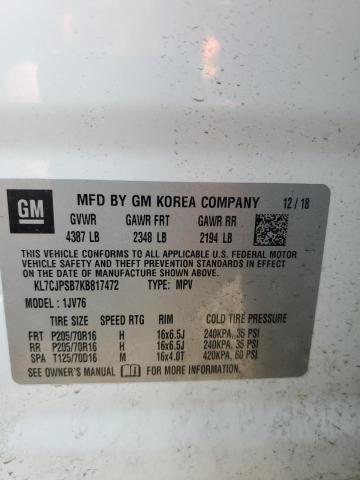 GM
MFD BY GM KOREA COMPANY 12 / 18
GVWR GAWR FRT GAWR RR
4387 LB 2348 LB 2194 LB
THIS VEHICLE CONFORMS TO ALL APPLICABLE U.S. FEDERAL MOTOR
VEHICLE SAFETY AND THEFT PREVENTION STANDARDS IN EFFECT ON THE
DATE OF MANUFACTURE SHOWN ABOVE.
KL7CJPSB7KB817472 TYPE: MPV
MODEL : 1JV76
TIRE SIZE SPEED RTG RIM COLD TIRE PRESSURE
FRT P205/70R16 H 16x6.5J 240KPA, 35 PSI
RR P205/70R16 H 16x6.5J 240KPA, 35 PSI
SPA T125/70D16 M 16x4.0T 420KPA, 60 PSI
SEE OWNER'S MANUAL FOR ADDITIONAL INFORMATION